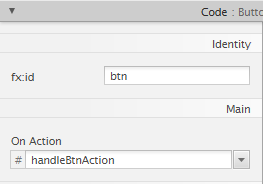 Code : Butto
Identity
fx:id
btn
Main
On Action
# handleBtnAction